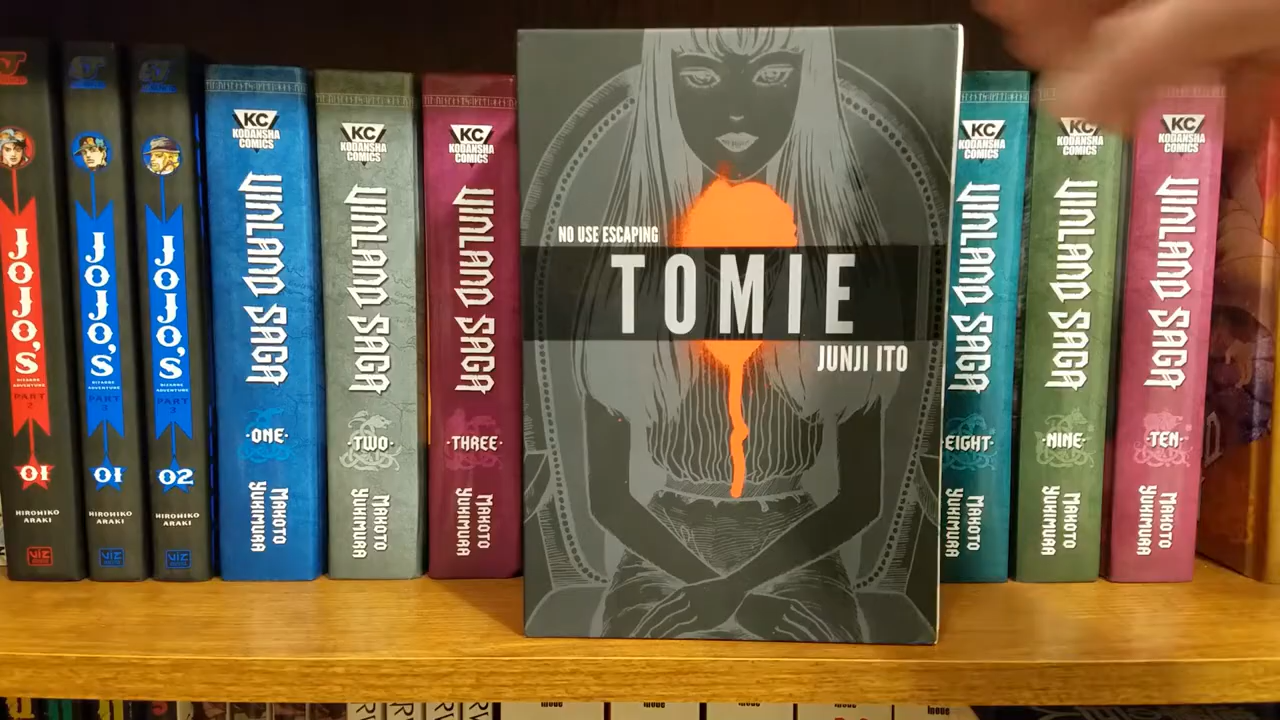 JOJO'S
BIZARRE
ADVENTURE
PART 2
01
HIROHIKO
ARAKI
VIZ
JOJO'S
BIZARRE
ADVENTURE
PART 3
01
HIROHIKO
ARAKI
VIZ
JOJO'S
BIZARRE
ADVENTURE
PART 3
02
HIROHIKO
ARAKI
VIZ
KC
KODANSHA
COMICS
VINLAND SAGA
·ONE·
MAKOTO
YUKIMURA
KC
KODANSHA
COMICS
VINLAND SAGA
·TWO·
MAKOTO
YUKIMURA
KC
KODANSHA
COMICS
VINLAND SAGA
·THREE·
MAKOTO
YUKIMURA
NO USE ESCAPING
TOMIE
JUNJI ITO
KC
KODANSHA
COMICS
VINLAND SAGA
EIGHT·
MAKOTO
YUKIMURA
KC
KODANSHA
COMICS
VINLAND SAGA
·NINE·
MAKOTO
YUKIMURA
KC
KODANSHA
COMICS
VINLAND SAGA
·TEN·
MAKOTO
YUKIMURA